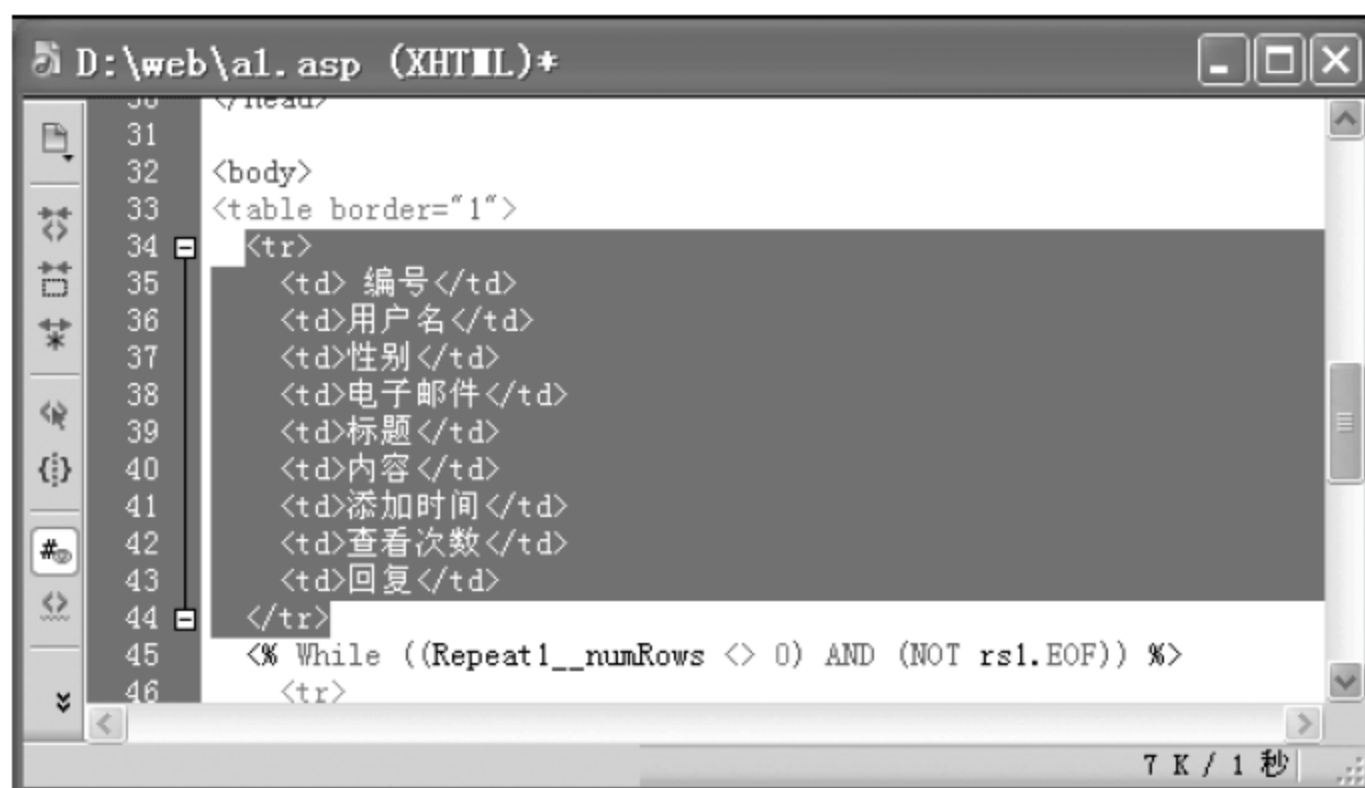 D:\web\a1.asp (XHTML)*
30 </head>
31
32 <body>
33 <table border="1">
34 <tr>
35 <td> 编号</td>
36 <td>用户名</td>
37 <td>性别</td>
38 <td>电子邮件</td>
39 <td>标题</td>
40 <td>内容</td>
41 <td>添加时间</td>
42 <td>查看次数</td>
43 <td>回复</td>
44 </tr>
45 <% While ((Repeat1__numRows <> 0) AND (NOT rs1.EOF)) %>
46 <tr>
7 K / 1 秒